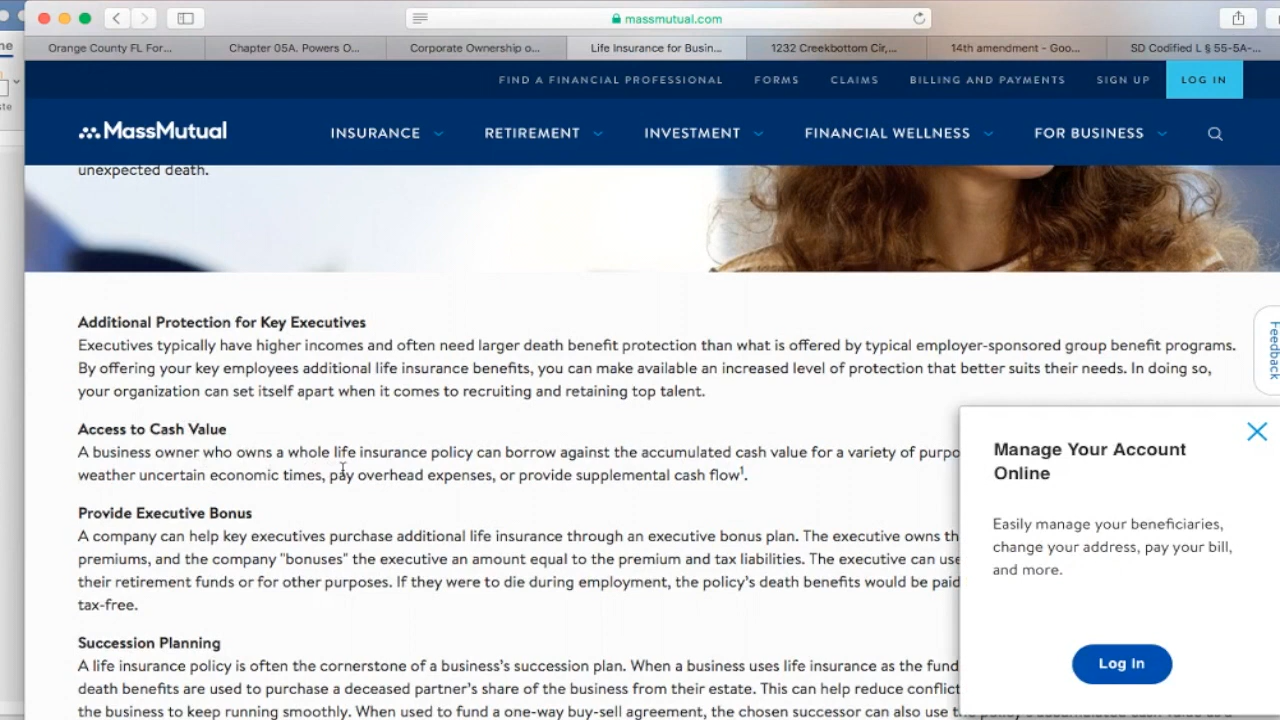 massmutual.com
Orange County FL For...
Chapter 05A. Powers O...
Corporate Ownership o...
Life Insurance for Busin...
1232 Creekbottom Cir,...
14th amendment - Goo...
SD Codified L § 55-5A-...
FIND A FINANCIAL PROFESSIONAL
FORMS
CLAIMS
BILLING AND PAYMENTS
SIGN UP
LOG IN
MassMutual
INSURANCE
RETIREMENT
INVESTMENT
FINANCIAL WELLNESS
FOR BUSINESS
unexpected death.
Additional Protection for Key Executives
Executives typically have higher incomes and often need larger death benefit protection than what is offered by typical employer-sponsored group benefit programs.
By offering your key employees additional life insurance benefits, you can make available an increased level of protection that better suits their needs. In doing so,
your organization can set itself apart when it comes to recruiting and retaining top talent.
Access to Cash Value
A business owner who owns a whole life insurance policy can borrow against the accumulated cash value for a variety of purpo
weather uncertain economic times, pay overhead expenses, or provide supplemental cash flow¹.
Provide Executive Bonus
A company can help key executives purchase additional life insurance through an executive bonus plan. The executive owns th
premiums, and the company "bonuses" the executive an amount equal to the premium and tax liabilities. The executive can use
their retirement funds or for other purposes. If they were to die during employment, the policy's death benefits would be paid
tax-free.
Succession Planning
A life insurance policy is often the cornerstone of a business's succession plan. When a business uses life insurance as the fund
death benefits are used to purchase a deceased partner's share of the business from their estate. This can help reduce conflict
the business to keep running smoothly. When used to fund a one-way buy-sell agreement, the chosen successor can also use
Feedback
Manage Your Account
Online
Easily manage your beneficiaries,
change your address, pay your bill,
and more.
Log In